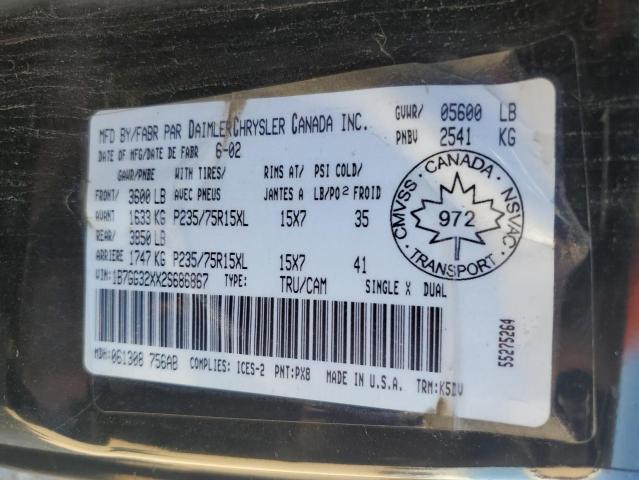 MFD BY/FABR PAR DAIMLERCHRYSLER CANADA INC.
DATE OF MFG/DATE DE FABR 6-02
GVWR/ 05600 LB
PNBV 2541 KG
GAWR/PNBE WITH TIRES/ RIMS AT/ PSI COLD/
FRONT/ 3600 LB AVEC PNEUS JANTES A LB/PO2 FROID
AVANT 1633 KG P235/75R15XL 15X7 35
REAR/ 3850 LB
ARRIERE 1747 KG P235/75R15XL 15X7 41
VIN:1B7GG32XX2S686867 TYPE: TRU/CAM SINGLE X DUAL
MDH:061308 756AB COMPLIES: ICES-2 PNT:PX8 MADE IN U.S.A. TRM:K5DV
CMVSS CANADA NSVAC
972
TRANSPORT
55275264